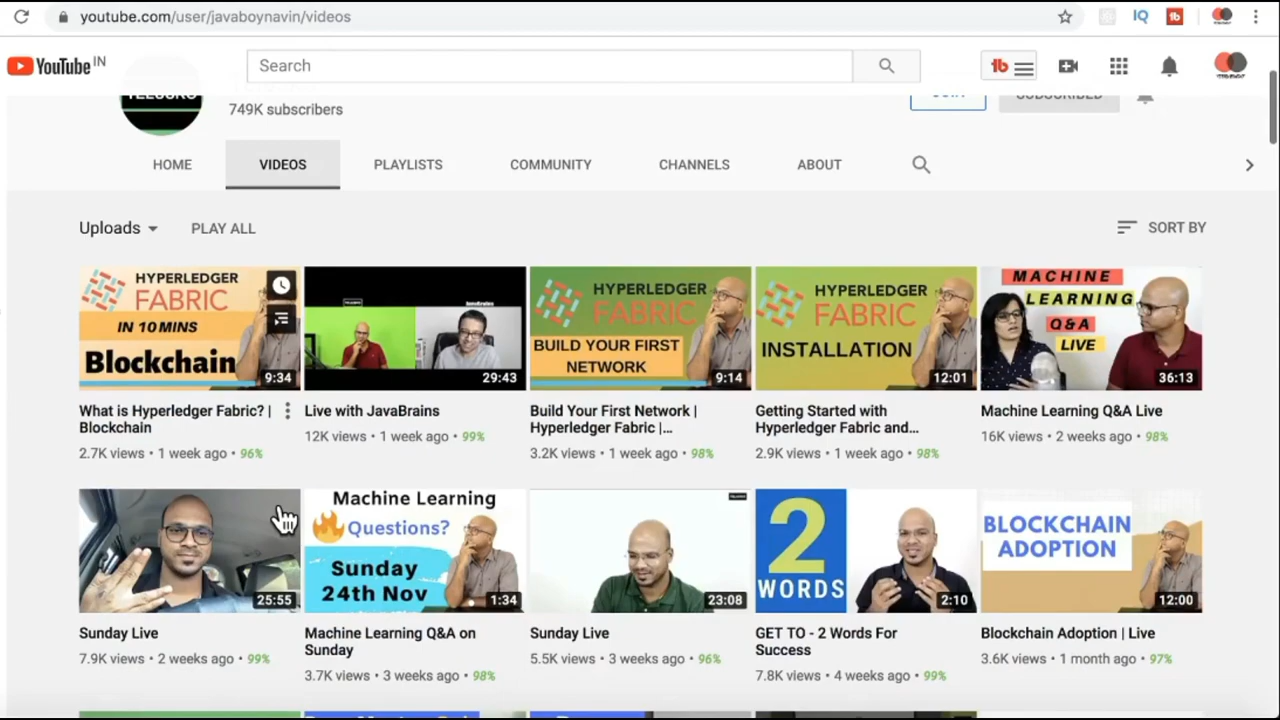 youtube.com/user/javaboynavin/videos
IQ
YouTube IN
Search
749K subscribers
HOME
VIDEOS
PLAYLISTS
COMMUNITY
CHANNELS
ABOUT
Uploads
PLAY ALL
SORT BY
HYPERLEDGER
FABRIC
IN 10 MINS
Blockchain
9:34
29:43
HYPERLEDGER
FABRIC
BUILD YOUR FIRST
NETWORK
9:14
HYPERLEDGER
FABRIC
INSTALLATION
12:01
MACHINE
LEARNING
Q&A
LIVE
36:13
What is Hyperledger Fabric? |
Blockchain
2.7K views • 1 week ago • 96%
Live with JavaBrains
12K views • 1 week ago • 99%
Build Your First Network |
Hyperledger Fabric |...
3.2K views • 1 week ago • 98%
Getting Started with
Hyperledger Fabric and...
2.9K views • 1 week ago • 98%
Machine Learning Q&A Live
16K views • 2 weeks ago • 98%
25:55
Machine Learning
Questions?
Sunday
24th Nov
1:34
23:08
2
WORDS
2:10
BLOCKCHAIN
ADOPTION
12:00
Sunday Live
7.9K views • 2 weeks ago • 99%
Machine Learning Q&A on
Sunday
3.7K views • 3 weeks ago • 98%
Sunday Live
5.5K views • 3 weeks ago • 96%
GET TO - 2 Words For
Success
7.8K views • 4 weeks ago • 99%
Blockchain Adoption | Live
3.6K views • 1 month ago • 97%